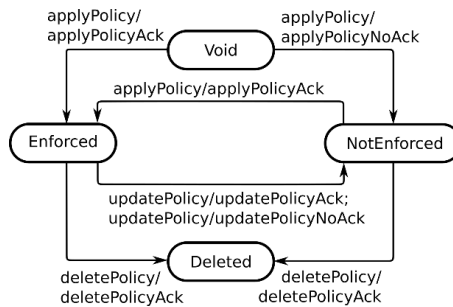 applyPolicy/
applyPolicyAck
Void
applyPolicy/
applyPolicyNoAck
applyPolicy/applyPolicyAck
Enforced
NotEnforced
updatePolicy/updatePolicyAck;
updatePolicy/updatePolicyNoAck
Deleted
deletePolicy/
deletePolicyAck
deletePolicy/
deletePolicyAck